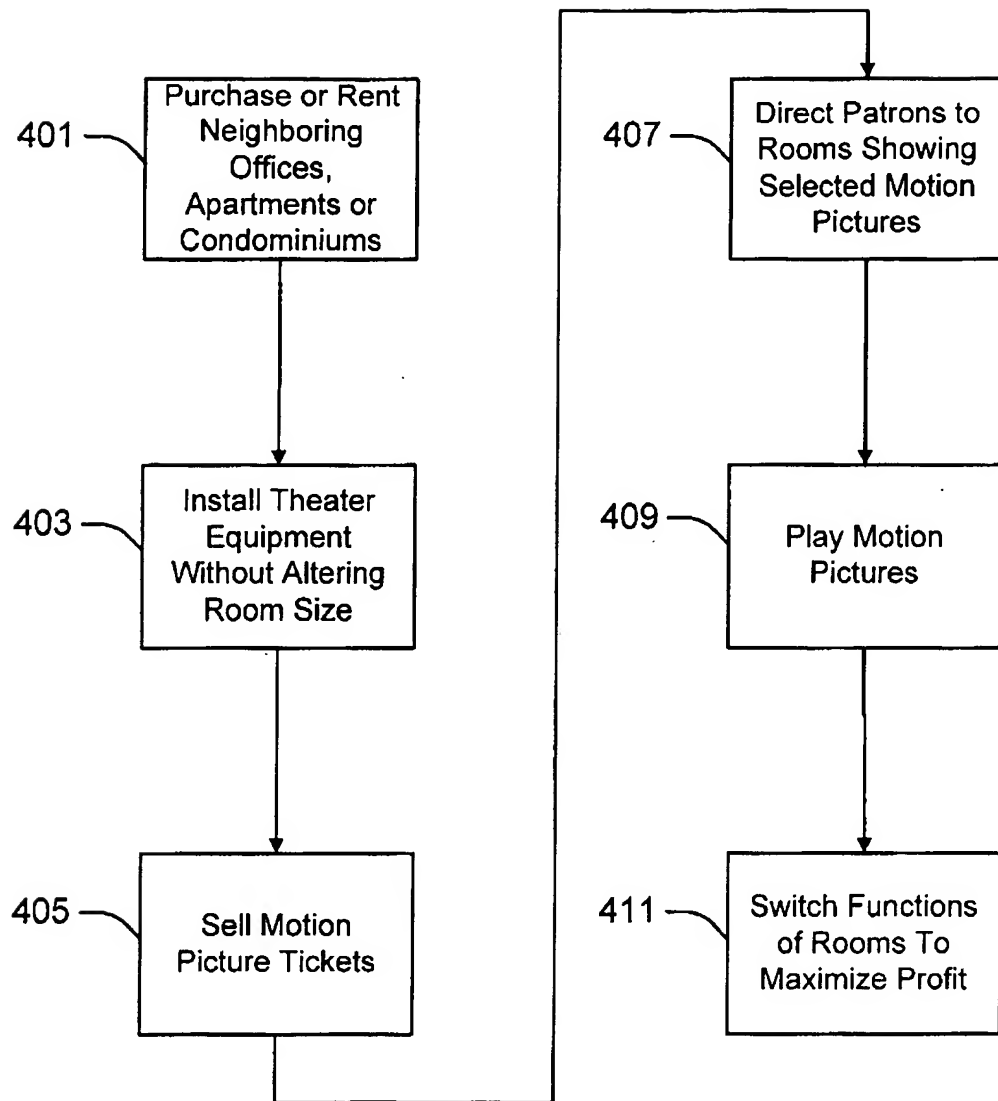 401
Purchase or Rent
Neighboring
Offices,
Apartments or
Condominiums
403
Install Theater
Equipment
Without Altering
Room Size
405
Sell Motion
Picture Tickets
407
Direct Patrons to
Rooms Showing
Selected Motion
Pictures
409
Play Motion
Pictures
411
Switch Functions
of Rooms To
Maximize Profit